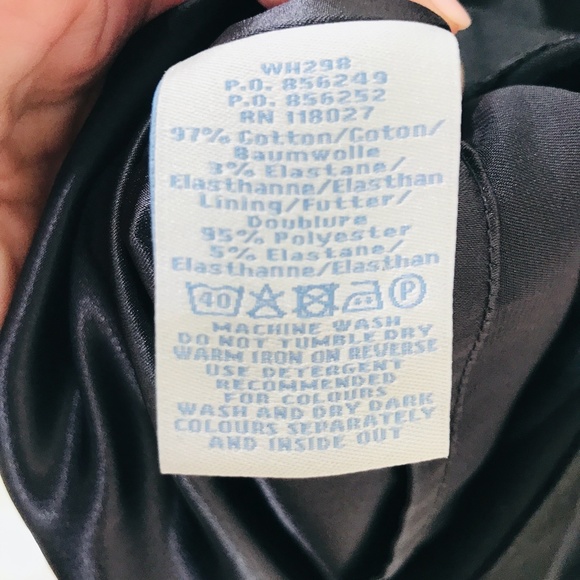 WH298
P.O. 856249
P.O. 856252
RN 118027
97% Cotton/Coton/
Baumwolle
3% Elastane/
Elasthanne/Elasthan
Lining/Futter/
Doublure
95% Polyester
5% Elastane/
Elasthanne/Elasthan
40 P
MACHINE WASH
DO NOT TUMBLE DRY
WARM IRON ON REVERSE
USE DETERGENT
RECOMMENDED
FOR COLOURS
WASH AND DRY DARK
COLOURS SEPARATELY
AND INSIDE OUT